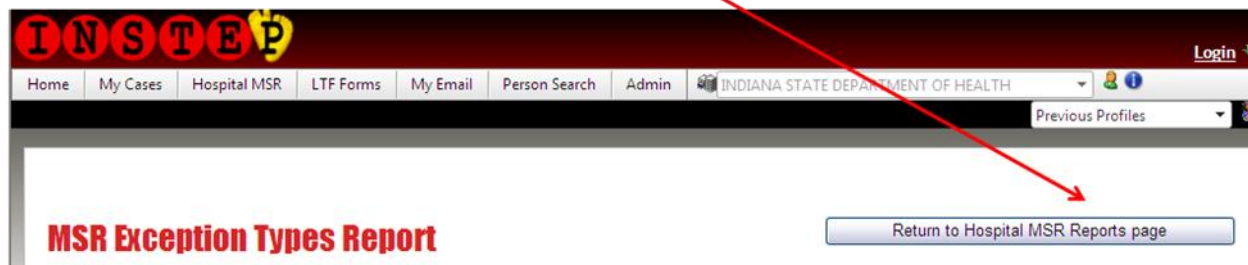 INSTEP
Login
Home My Cases Hospital MSR LTF Forms My Email Person Search Admin INDIANA STATE DEPARTMENT OF HEALTH
Previous Profiles
MSR Exception Types Report
Return to Hospital MSR Reports page